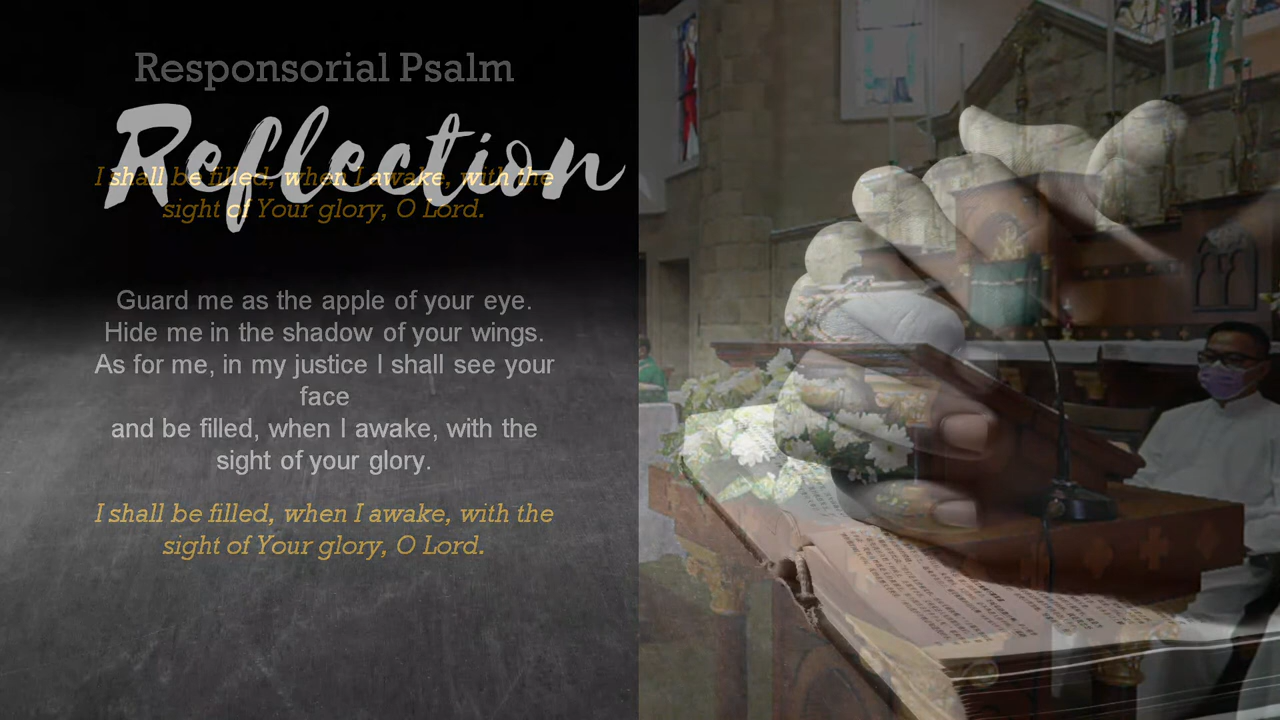 Responsorial Psalm
Reflection
I shall be filled, when I awake, with the
sight of Your glory, O Lord.
Guard me as the apple of your eye.
Hide me in the shadow of your wings.
As for me, in my justice I shall see your
face
and be filled, when I awake, with the
sight of your glory.
I shall be filled, when I awake, with the
sight of Your glory, O Lord.